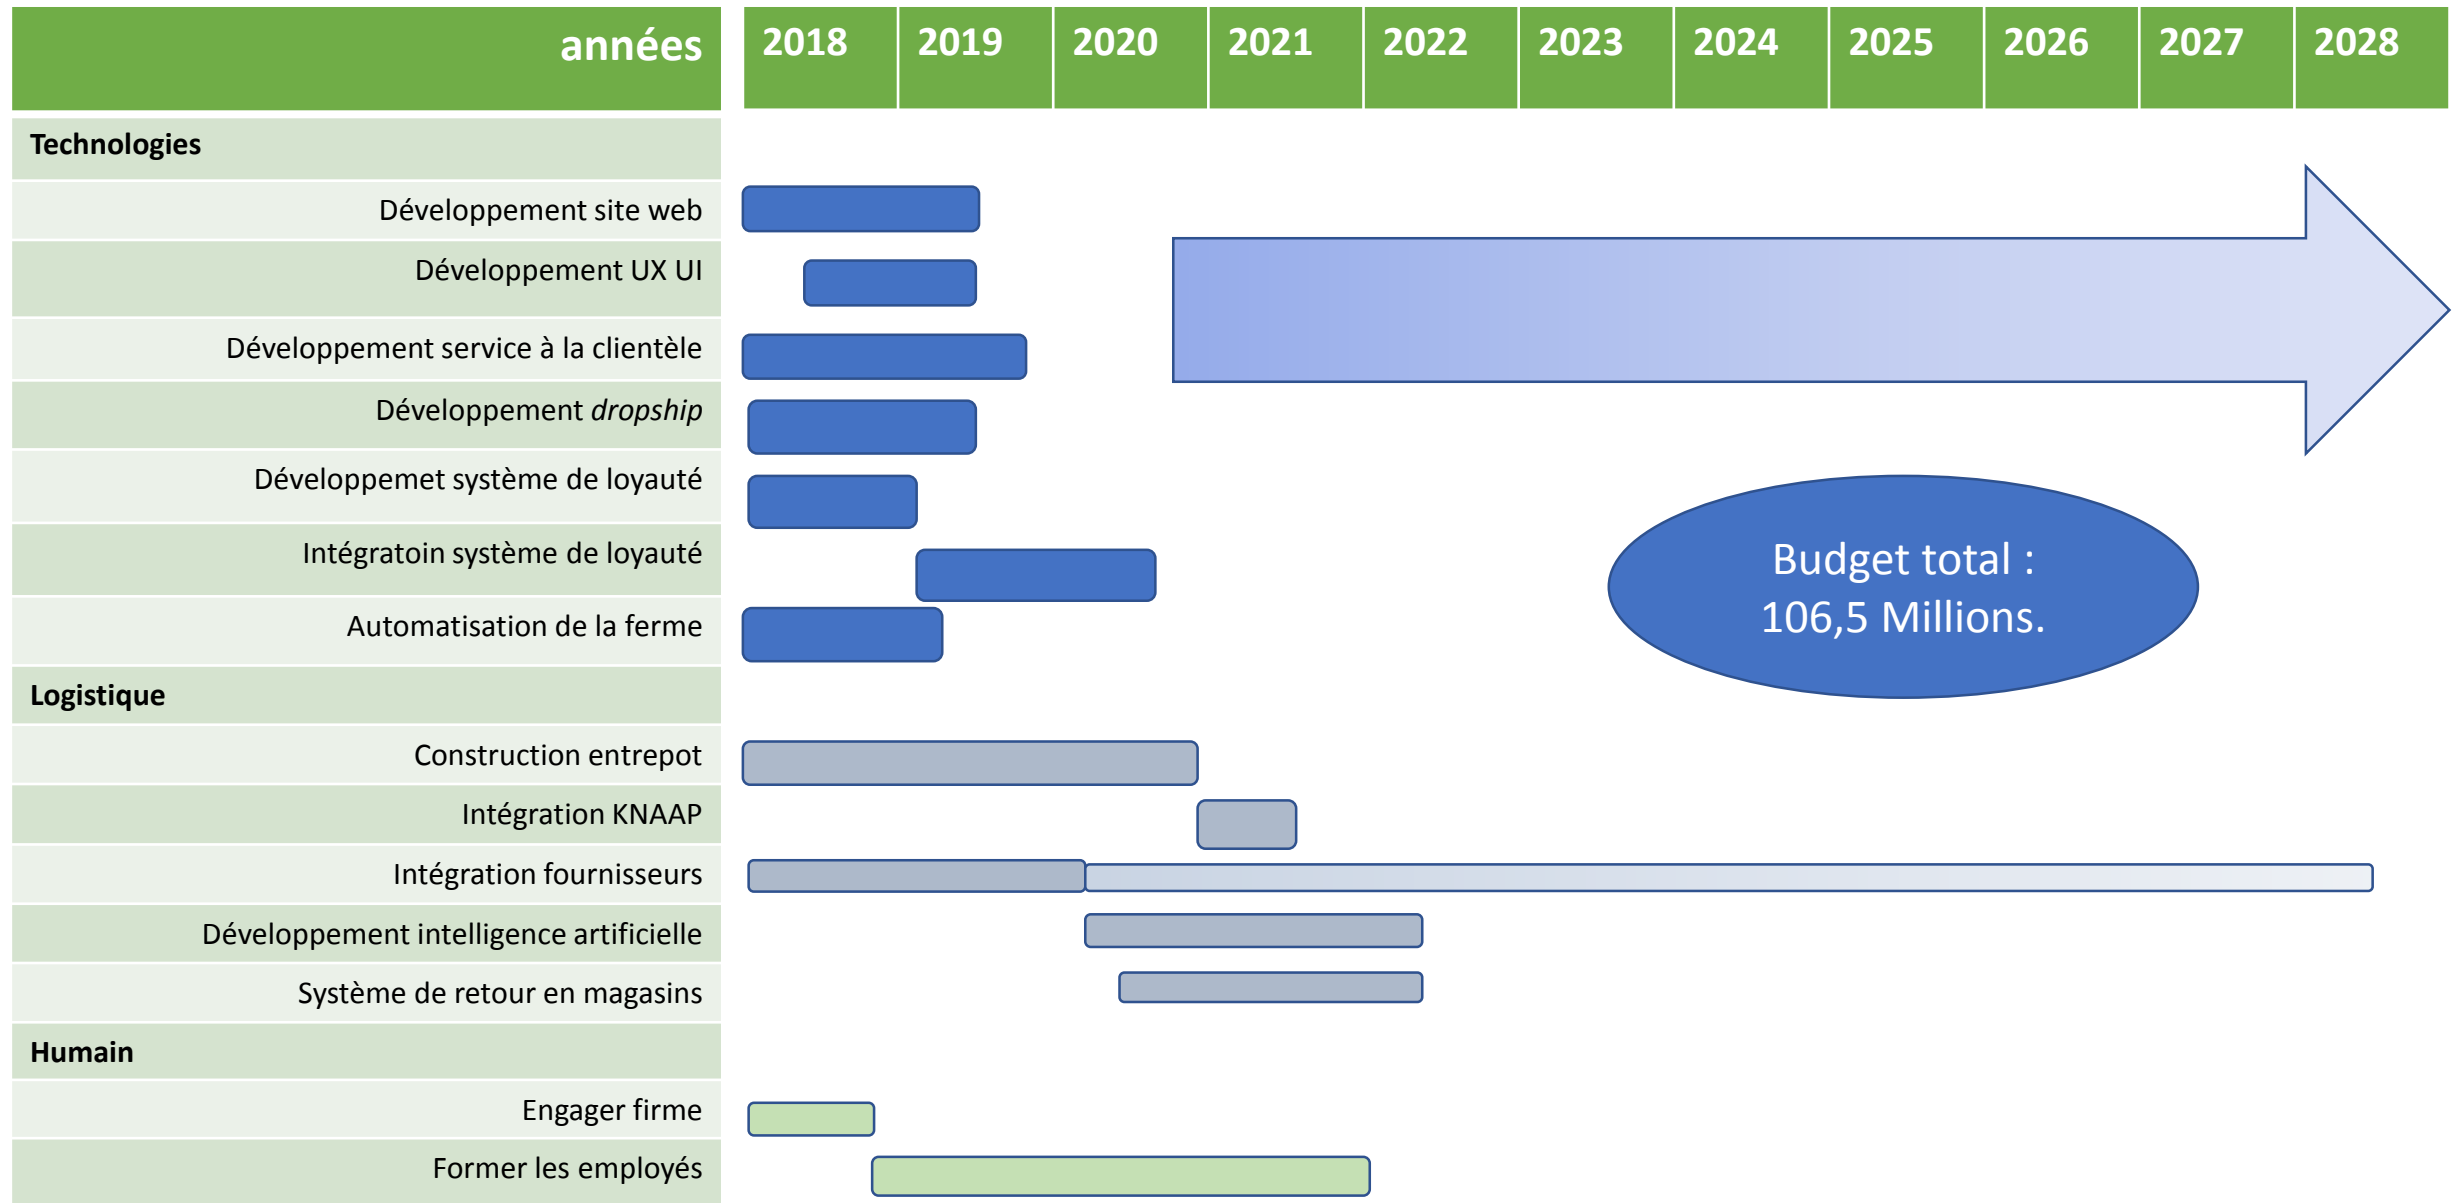 années 2018 2019 2020 2021 2022 2023 2024 2025 2026 2027 2028
Technologies
Développement site web
Développement UX UI
Développement service à la clientèle
Développement dropship
Développemet système de loyauté
Intégratoin système de loyauté
Automatisation de la ferme
Budget total :
106,5 Millions.
Logistique
Construction entrepot
Intégration KNAAP
Intégration fournisseurs
Développement intelligence artificielle
Système de retour en magasins
Humain
Engager firme
Former les employés